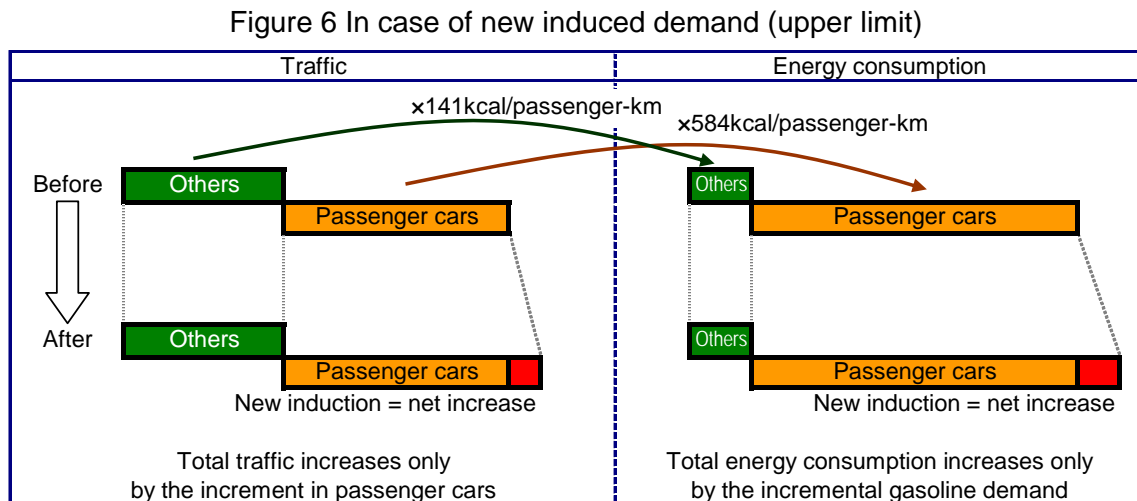 Figure 6 In case of new induced demand (upper limit)
Traffic
Energy consumption
×141kcal/passenger-km
×584kcal/passenger-km
Before
Others
Others
Passenger cars
Passenger cars
After
Others
Others
Passenger cars
Passenger cars
New induction = net increase
New induction = net increase
Total traffic increases only
by the increment in passenger cars
Total energy consumption increases only
by the incremental gasoline demand